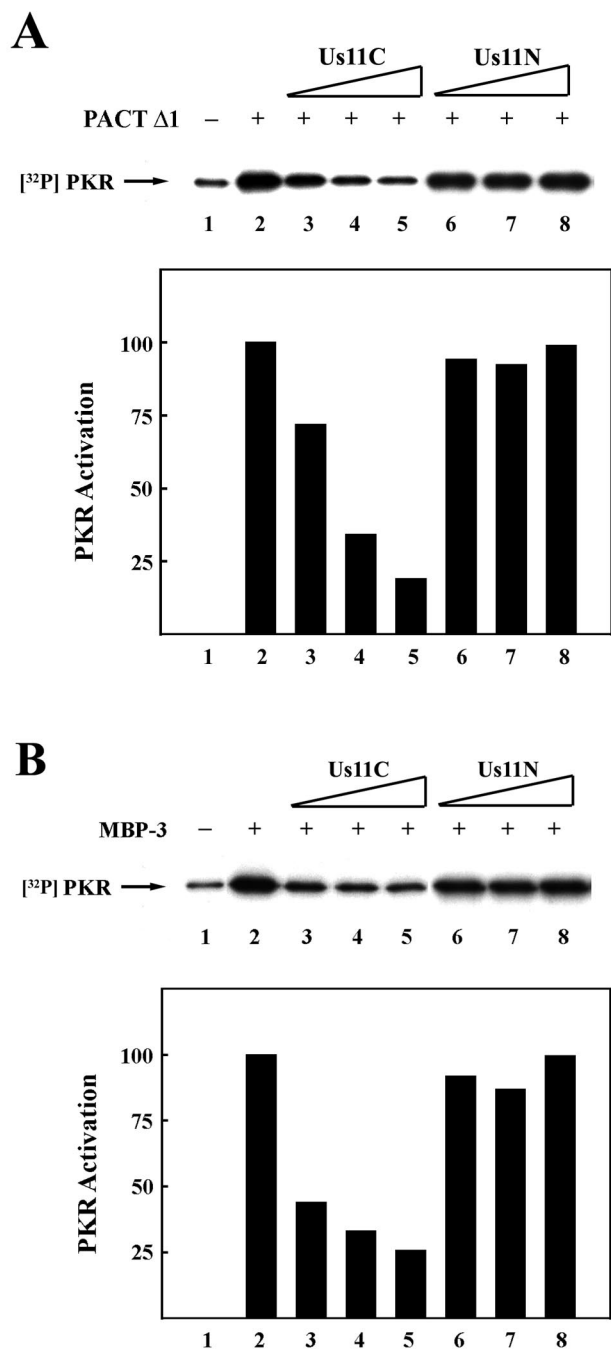 A
Us11C Us11N
PACT Δ1 – + + + + + + +
[³²P] PKR
1 2 3 4 5 6 7 8
100
75
50
25
PKR Activation
1 2 3 4 5 6 7 8
B
Us11C Us11N
MBP-3 – + + + + + + +
[³²P] PKR
1 2 3 4 5 6 7 8
100
75
50
25
PKR Activation
1 2 3 4 5 6 7 8